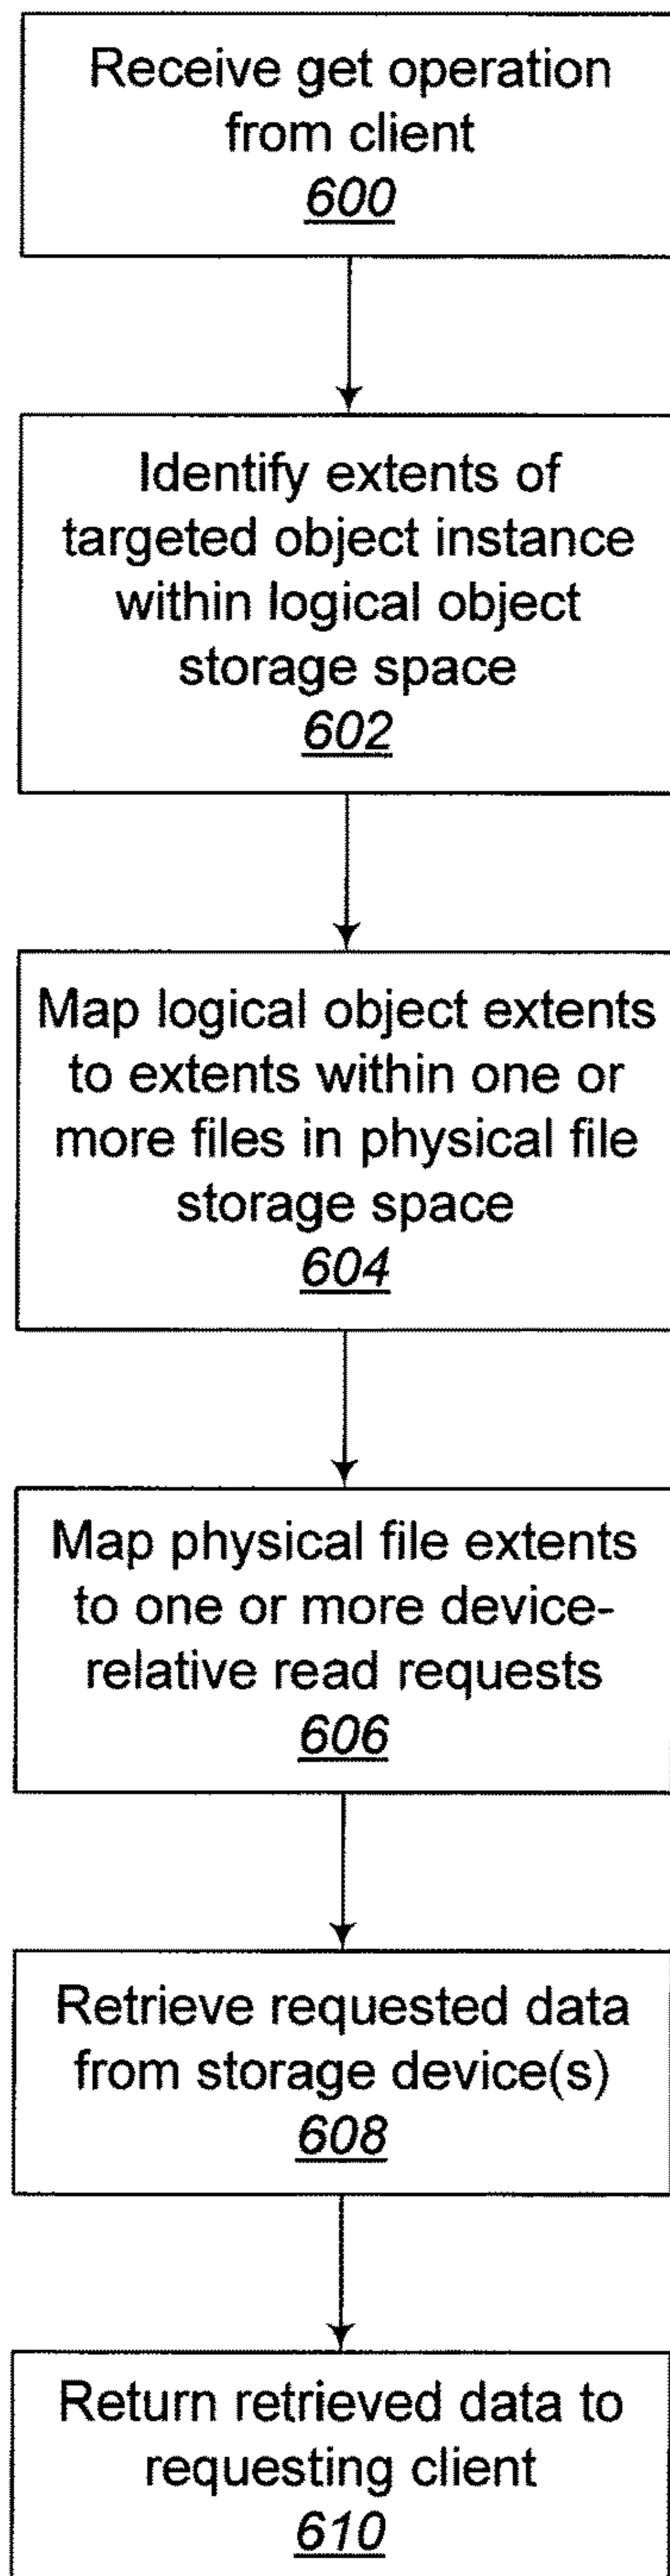 Receive get operation
from client
600
Identify extents of
targeted object instance
within logical object
storage space
602
Map logical object extents
to extents within one or
more files in physical file
storage space
604
Map physical file extents
to one or more device-
relative read requests
606
Retrieve requested data
from storage device(s)
608
Return retrieved data to
requesting client
610